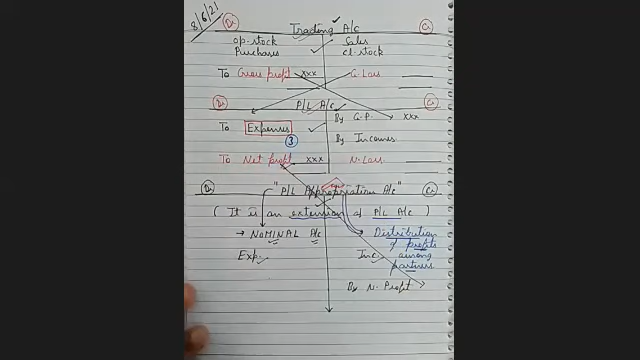 8/6/21
Dr. Trading A/c Cr.
op. stock Sales
Purchases cl. stock
To Gross profit xxx G. Loss
Dr. P/L A/c Cr.
To Expenses By G.P. xxx
3 By Incomes
To Net profit xxx N. Loss
Dr. "P/L Appropriation A/c" Cr.
( It is an extension of P/L A/c )
→ NOMINAL A/c Distribution
of profits
Exp. Inc. among
partners
By N. Profit